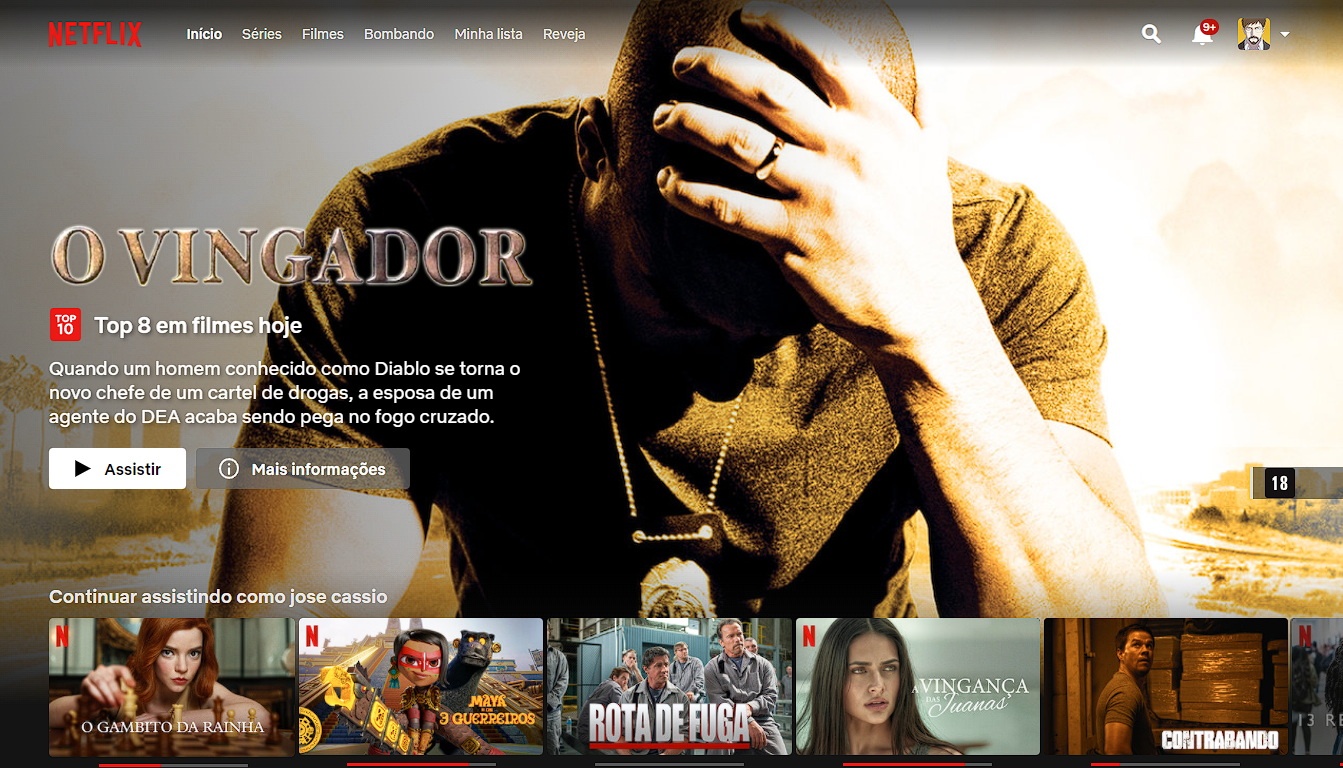 NETFLIX Início Séries Filmes Bombando Minha lista Reveja 9+
O VINGADOR
TOP 10 Top 8 em filmes hoje
Quando um homem conhecido como Diablo se torna o
novo chefe de um cartel de drogas, a esposa de um
agente do DEA acaba sendo pega no fogo cruzado.
Assistir Mais informações
18
Continuar assistindo como jose cassio
N
O GAMBITO DA RAINHA
N
MAYA
E OS
3 GUERREIROS
ROTA DE FUGA
N
A VINGANÇA
DAS Juanas
CONTRABANDO
N
13 RE